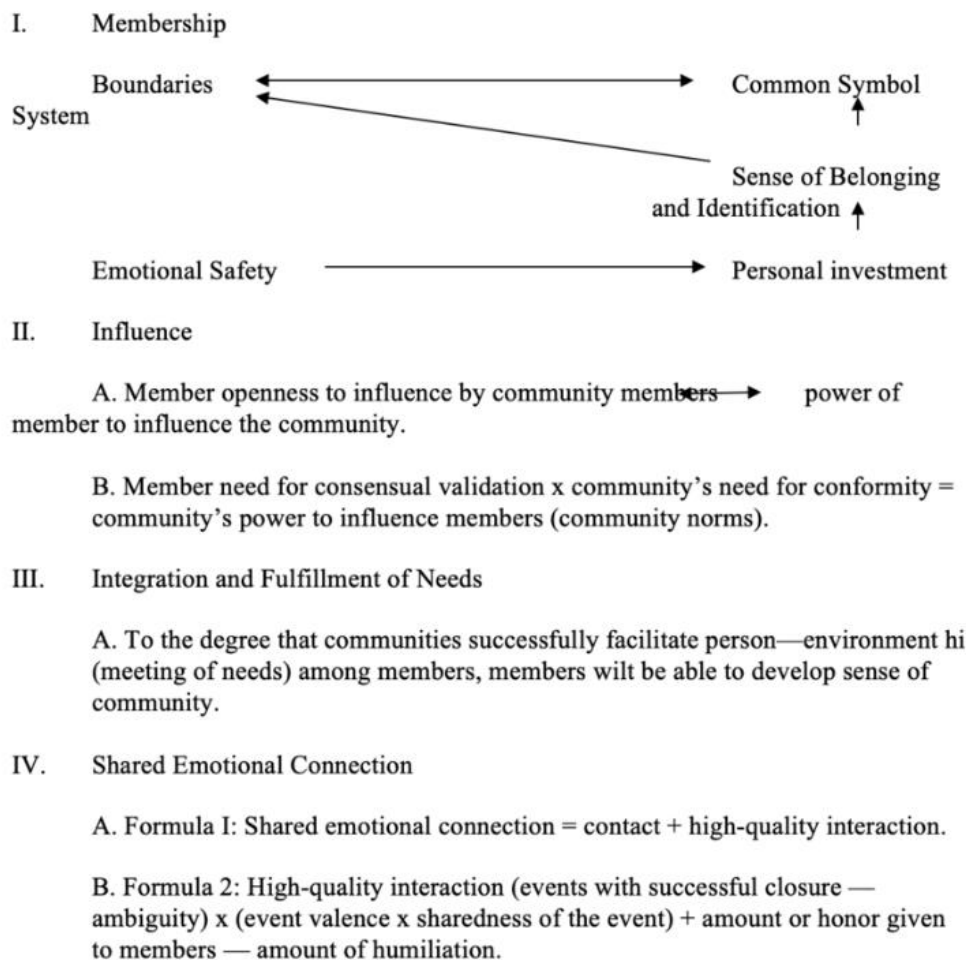 I. Membership
Boundaries Common Symbol
System
Sense of Belonging
and Identification
Emotional Safety Personal investment
II. Influence
A. Member openness to influence by community members power of
member to influence the community.
B. Member need for consensual validation x community’s need for conformity =
community’s power to influence members (community norms).
III. Integration and Fulfillment of Needs
A. To the degree that communities successfully facilitate person—environment hi
(meeting of needs) among members, members wilt be able to develop sense of
community.
IV. Shared Emotional Connection
A. Formula I: Shared emotional connection = contact + high-quality interaction.
B. Formula 2: High-quality interaction (events with successful closure —
ambiguity) x (event valence x sharedness of the event) + amount or honor given
to members — amount of humiliation.